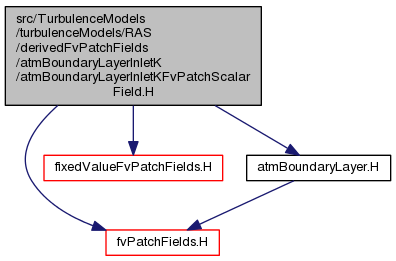 src/TurbulenceModels
/turbulenceModels/RAS
/derivedFvPatchFields
/atmBoundaryLayerInletK
/atmBoundaryLayerInletKFvPatchScalar
Field.H
fixedValueFvPatchFields.H
atmBoundaryLayer.H
fvPatchFields.H